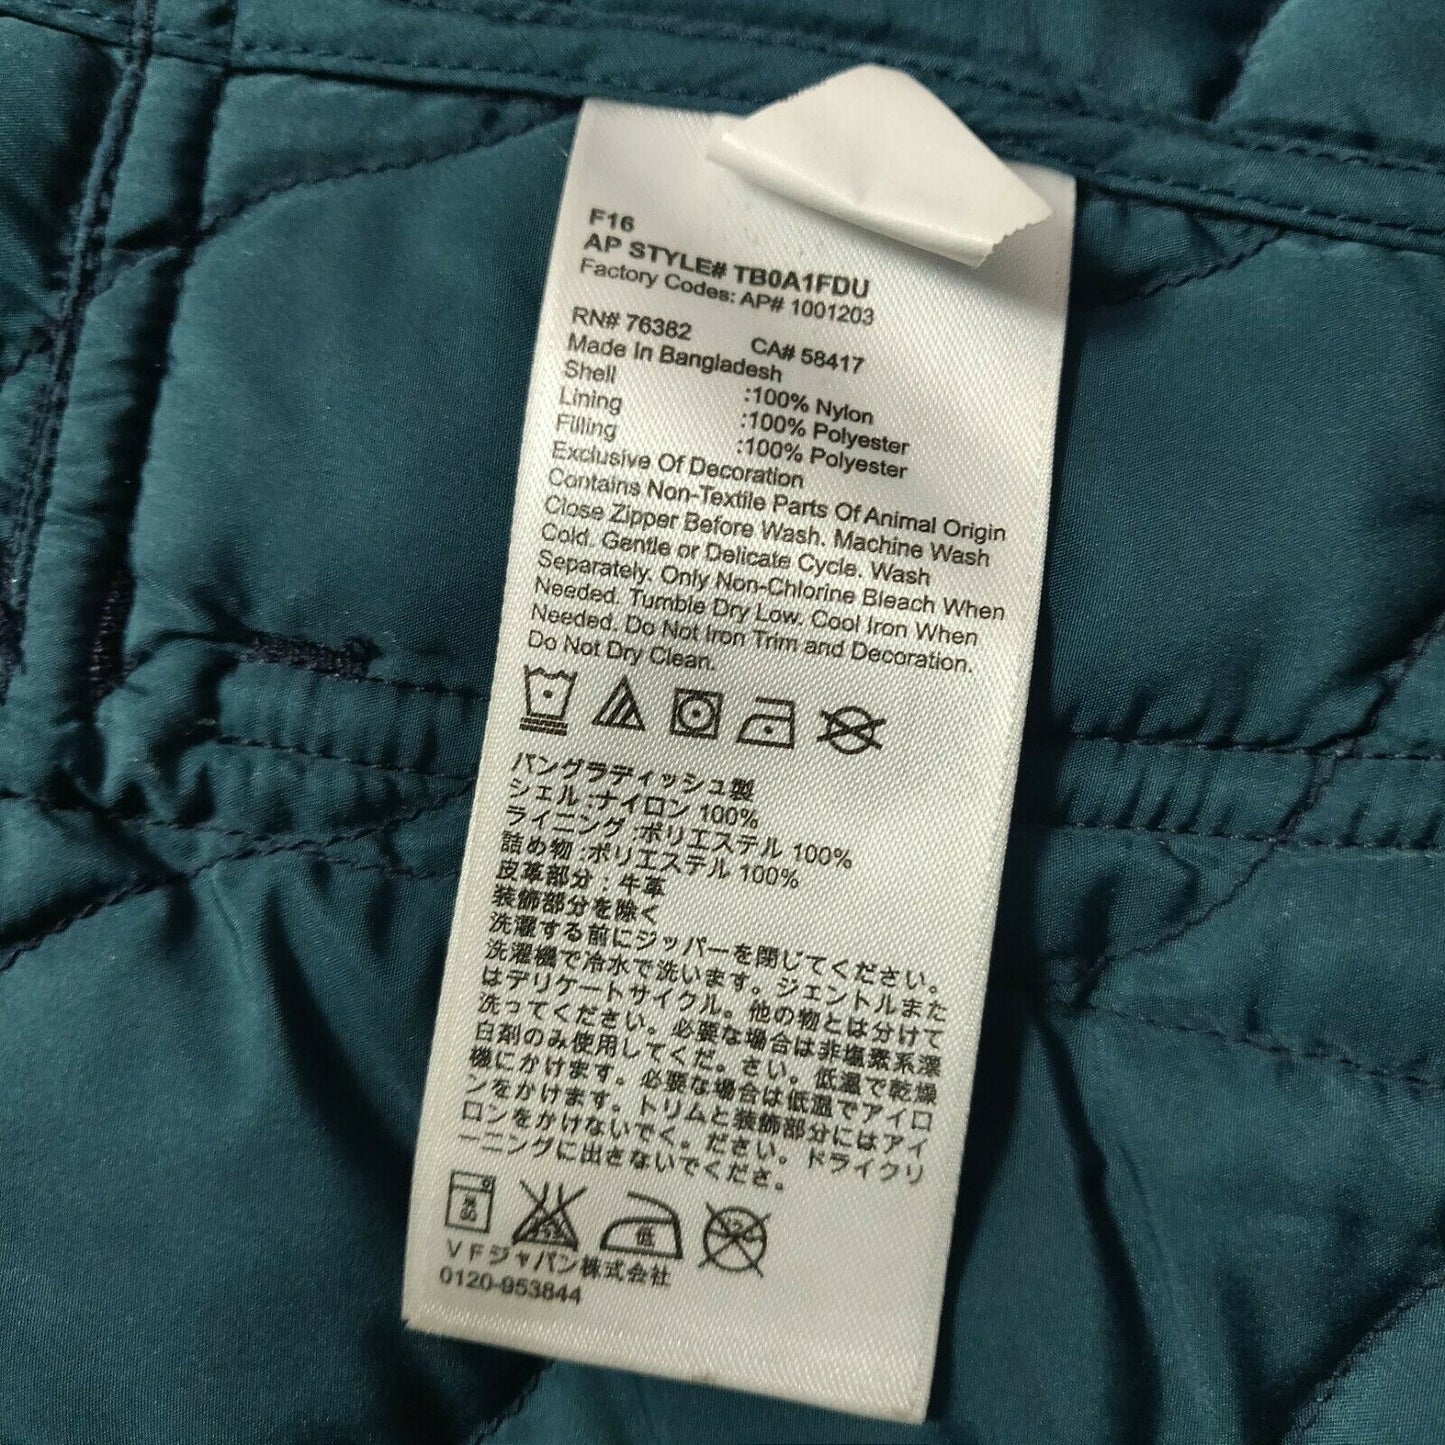 F16
AP STYLE# TB0A1FDU
Factory Codes: AP# 1001203
RN# 76382 CA# 58417
Made In Bangladesh
Shell :100% Nylon
Lining :100% Polyester
Filling :100% Polyester
Exclusive Of Decoration
Contains Non-Textile Parts Of Animal Origin
Close Zipper Before Wash. Machine Wash
Cold. Gentle or Delicate Cycle. Wash
Separately. Only Non-Chlorine Bleach When
Needed. Tumble Dry Low. Cool Iron When
Needed. Do Not Iron Trim and Decoration.
Do Not Dry Clean.
バングラディッシュ製
シェル:ナイロン 100%
ライニング:ポリエステル 100%
詰め物:ポリエステル 100%
皮革部分:牛革
装飾部分を除く
洗濯する前にジッパーを閉じてください。
洗濯機で冷水で洗います。ジェントルまた
はデリケートサイクル。他の物とは分けて
洗ってください。必要な場合は非塩素系漂
白剤のみ使用してくだ。さい。低温で乾燥
機にかけます。必要な場合は低温でアイロ
ンをかけます。トリムと装飾部分にはアイ
ロンをかけないでく。ださい。ドライクリ
ーニングに出さないでくださ。
低
VFジャパン株式会社
0120-953844